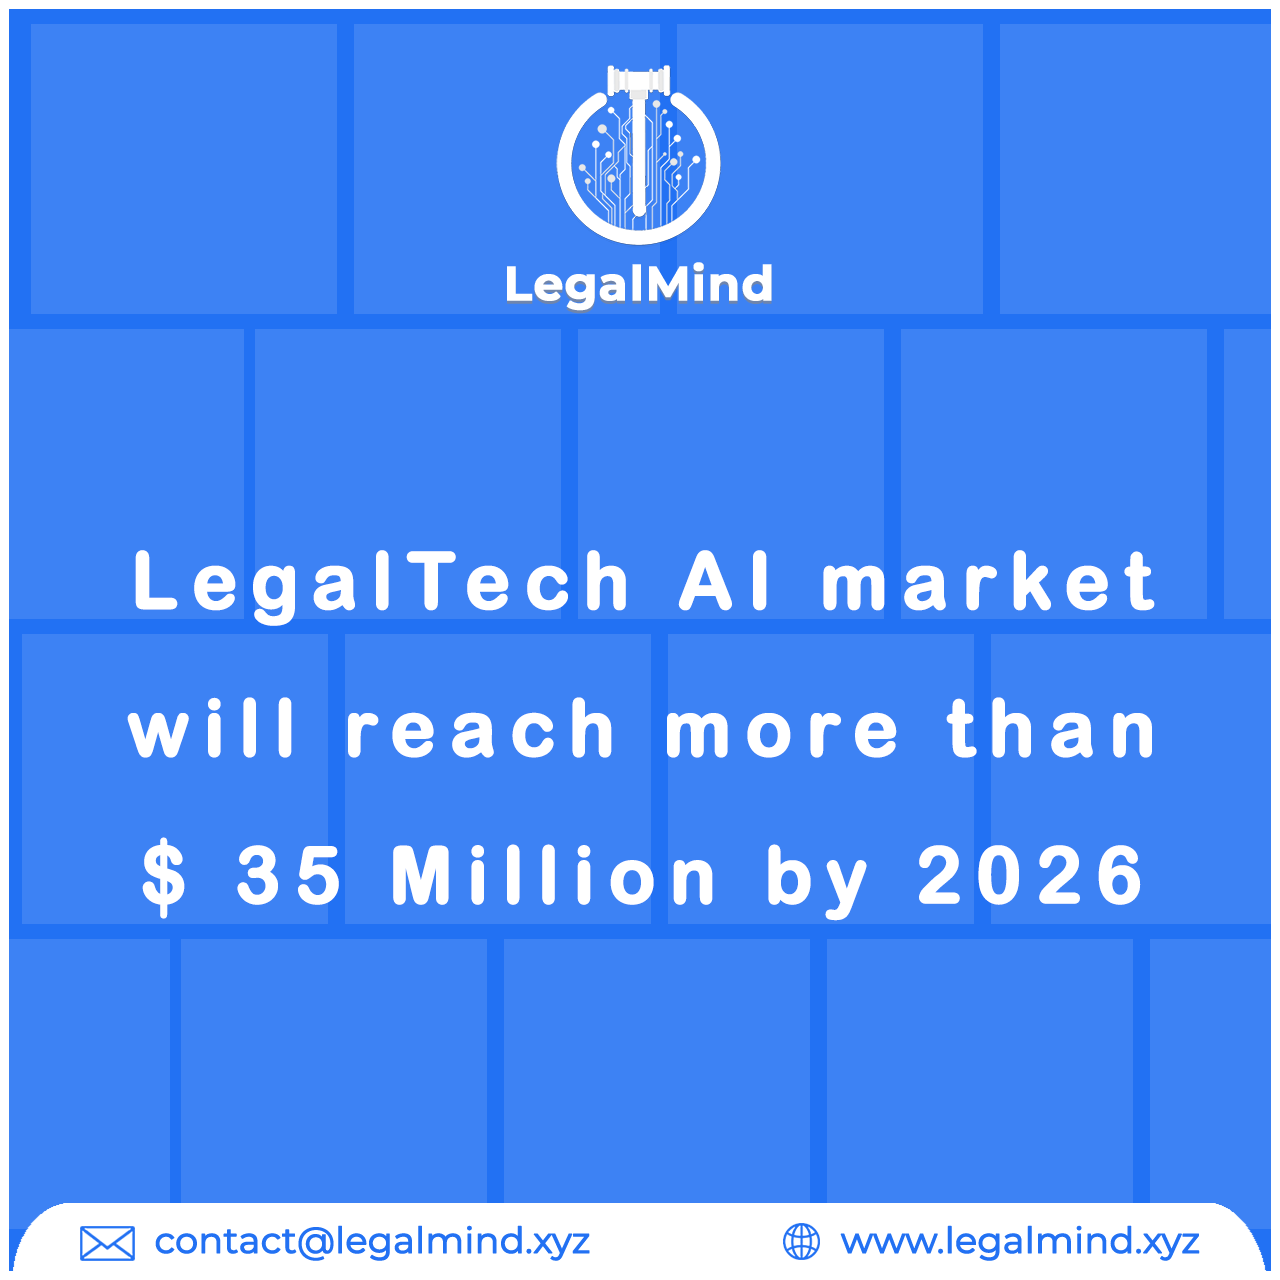 LegalMind
LegalTech AI market
will reach more than
$ 35 Million by 2026
contact@legalmind.xyz
www.legalmind.xyz